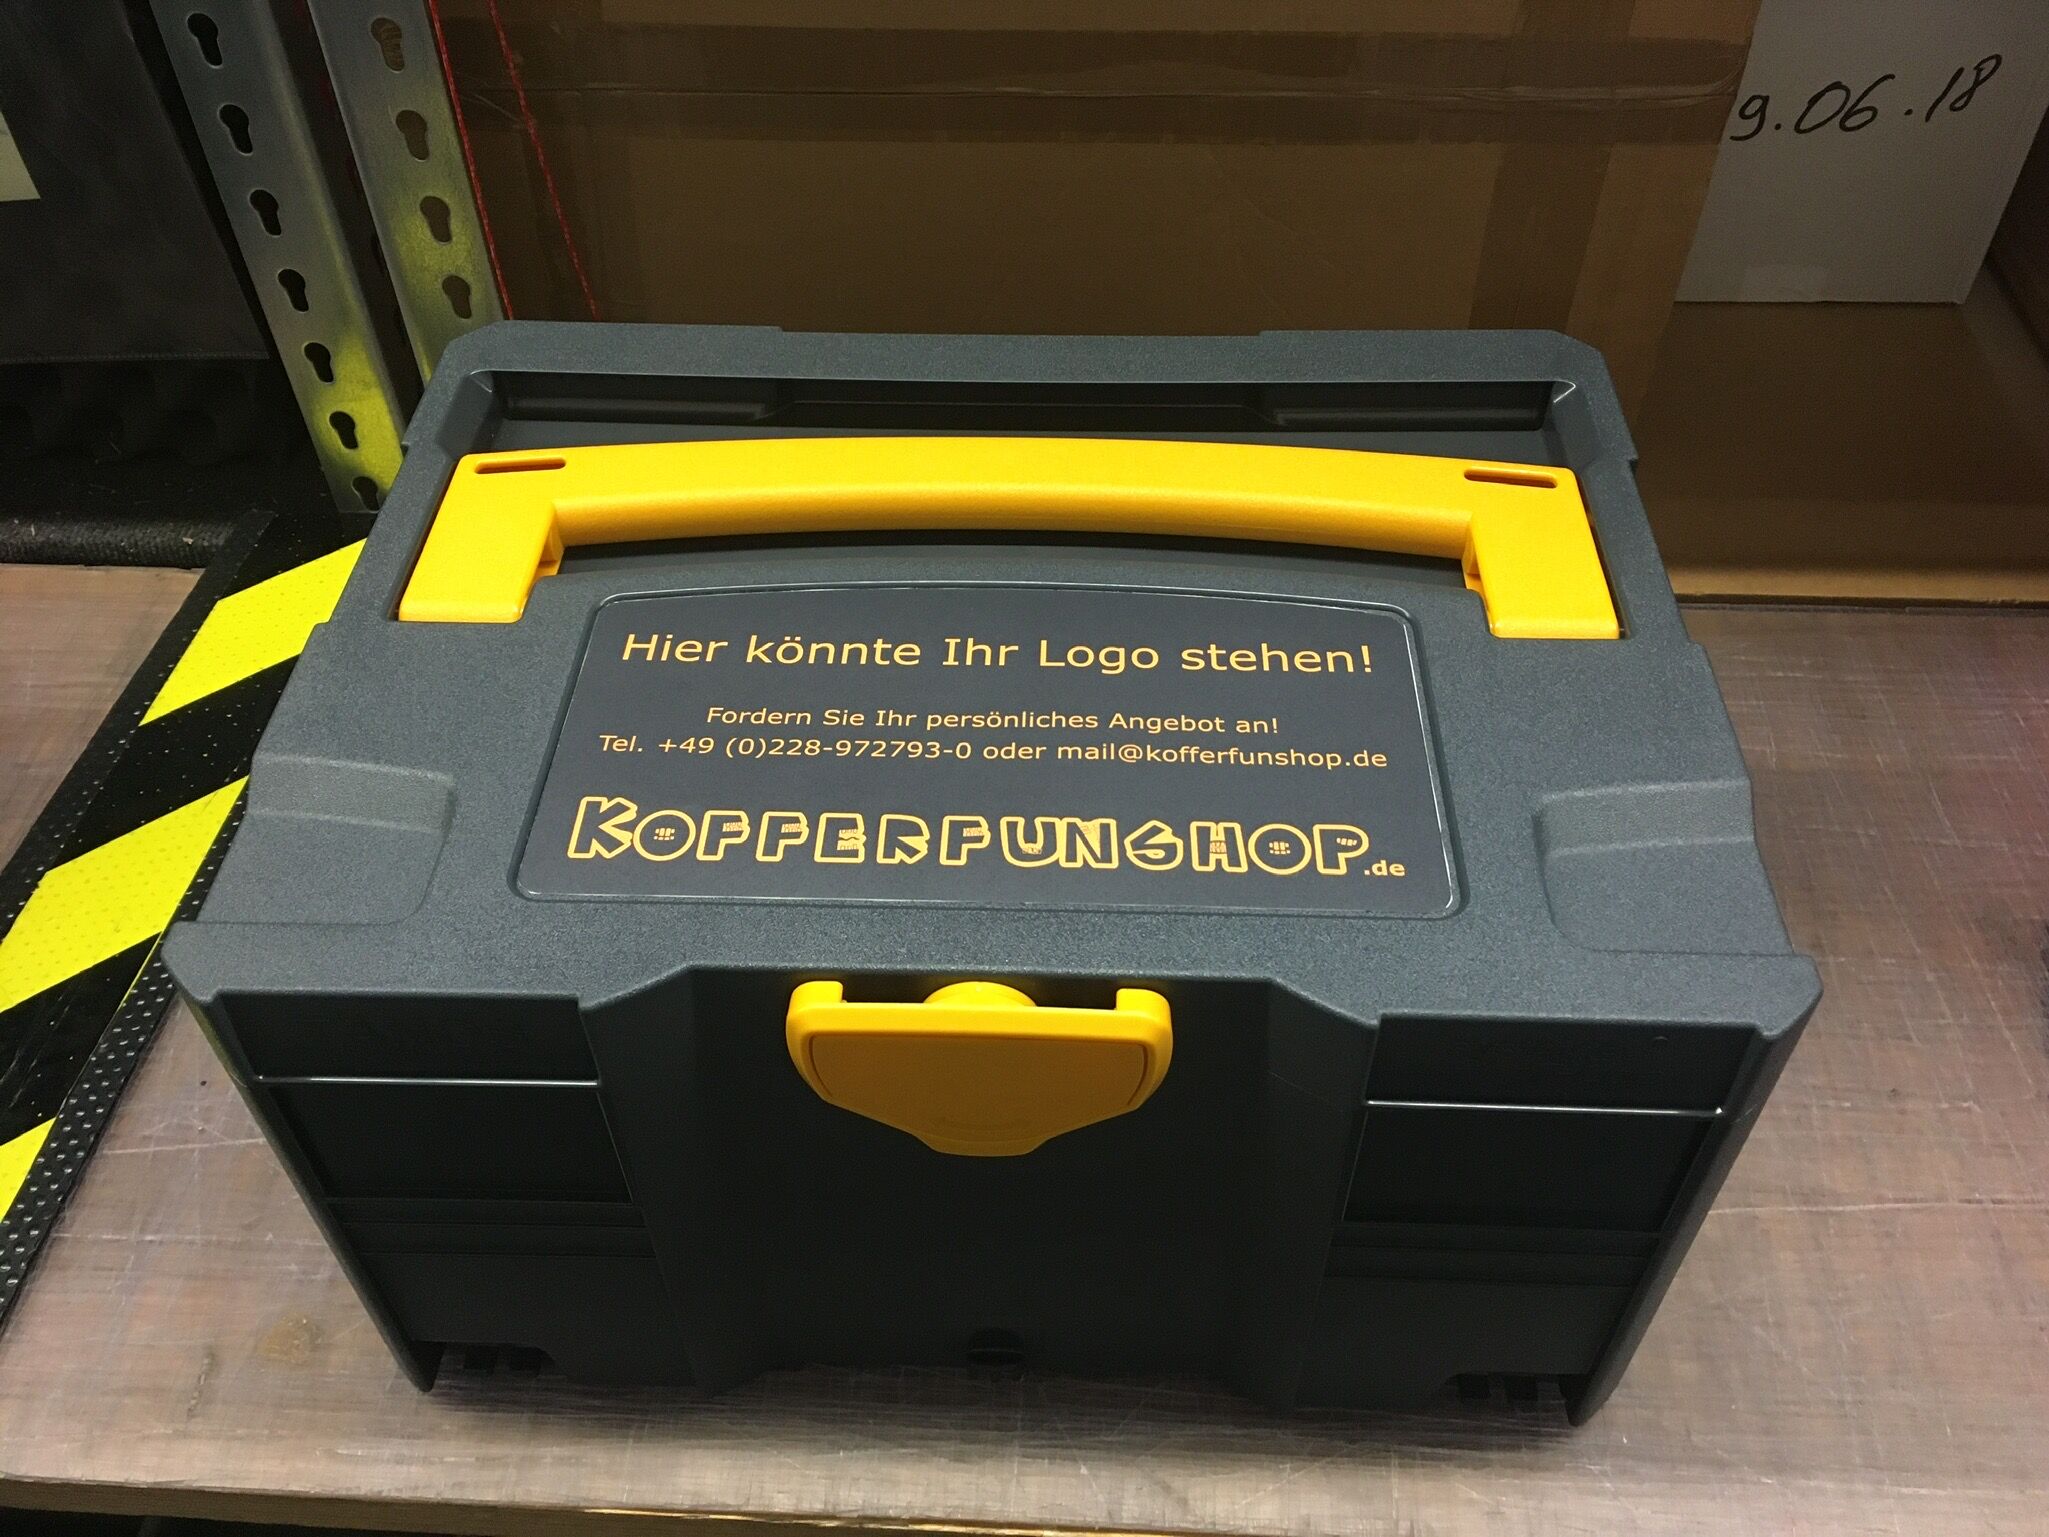 9.06.18
Hier könnte Ihr Logo stehen!
Fordern Sie Ihr persönliches Angebot an!
Tel. +49 (0)228-972793-0 oder mail@kofferfunshop.de
KOFFERFUNSHOP.de